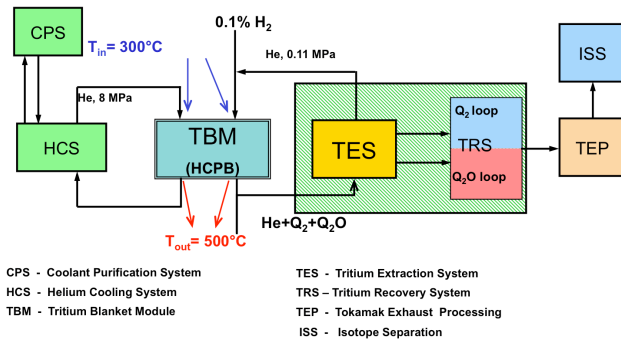 CPS
T_in= 300°C
0.1% H₂
He, 0.11 MPa
ISS
He, 8 MPa
HCS
TBM
(HCPB)
TES
Q₂ loop
TRS
Q₂O loop
TEP
He+Q₂+Q₂O
T_out= 500°C
CPS - Coolant Purification System
HCS - Helium Cooling System
TBM - Tritium Blanket Module
TES - Tritium Extraction System
TRS – Tritium Recovery System
TEP - Tokamak Exhaust Processing
ISS - Isotope Separation